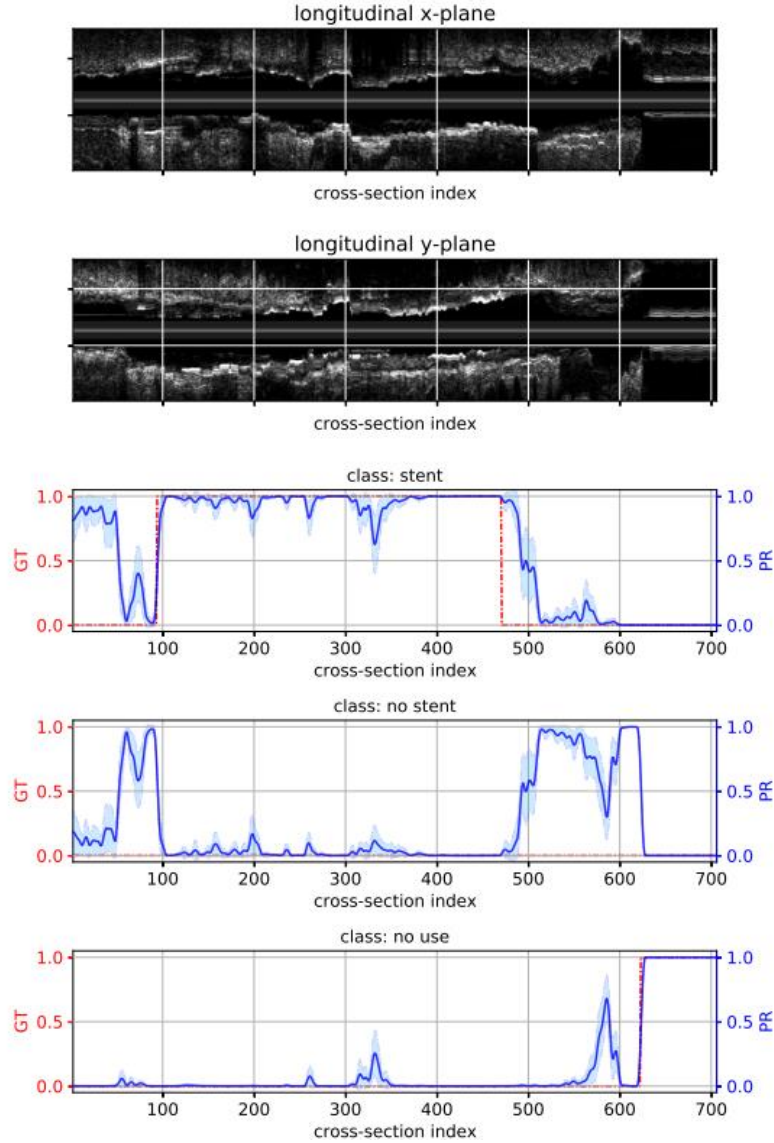 longitudinal x-plane
cross-section index
longitudinal y-plane
cross-section index
class: stent
1.0 1.0
GT 0.5 0.5 PR
0.0 0.0
100 200 300 400 500 600 700
cross-section index
class: no stent
1.0 1.0
GT 0.5 0.5 PR
0.0 0.0
100 200 300 400 500 600 700
cross-section index
class: no use
1.0 1.0
GT 0.5 0.5 PR
0.0 0.0
100 200 300 400 500 600 700
cross-section index